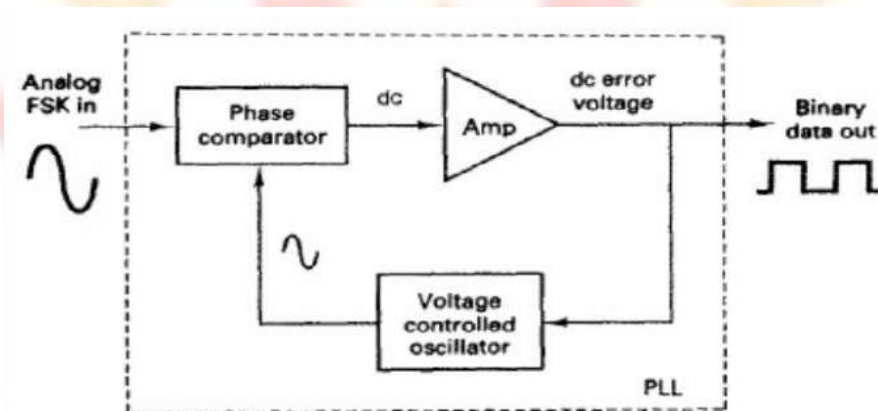 Analog
FSK in
Phase
comparator
dc
Amp
dc error
voltage
Binary
data out
Voltage
controlled
oscillator
PLL